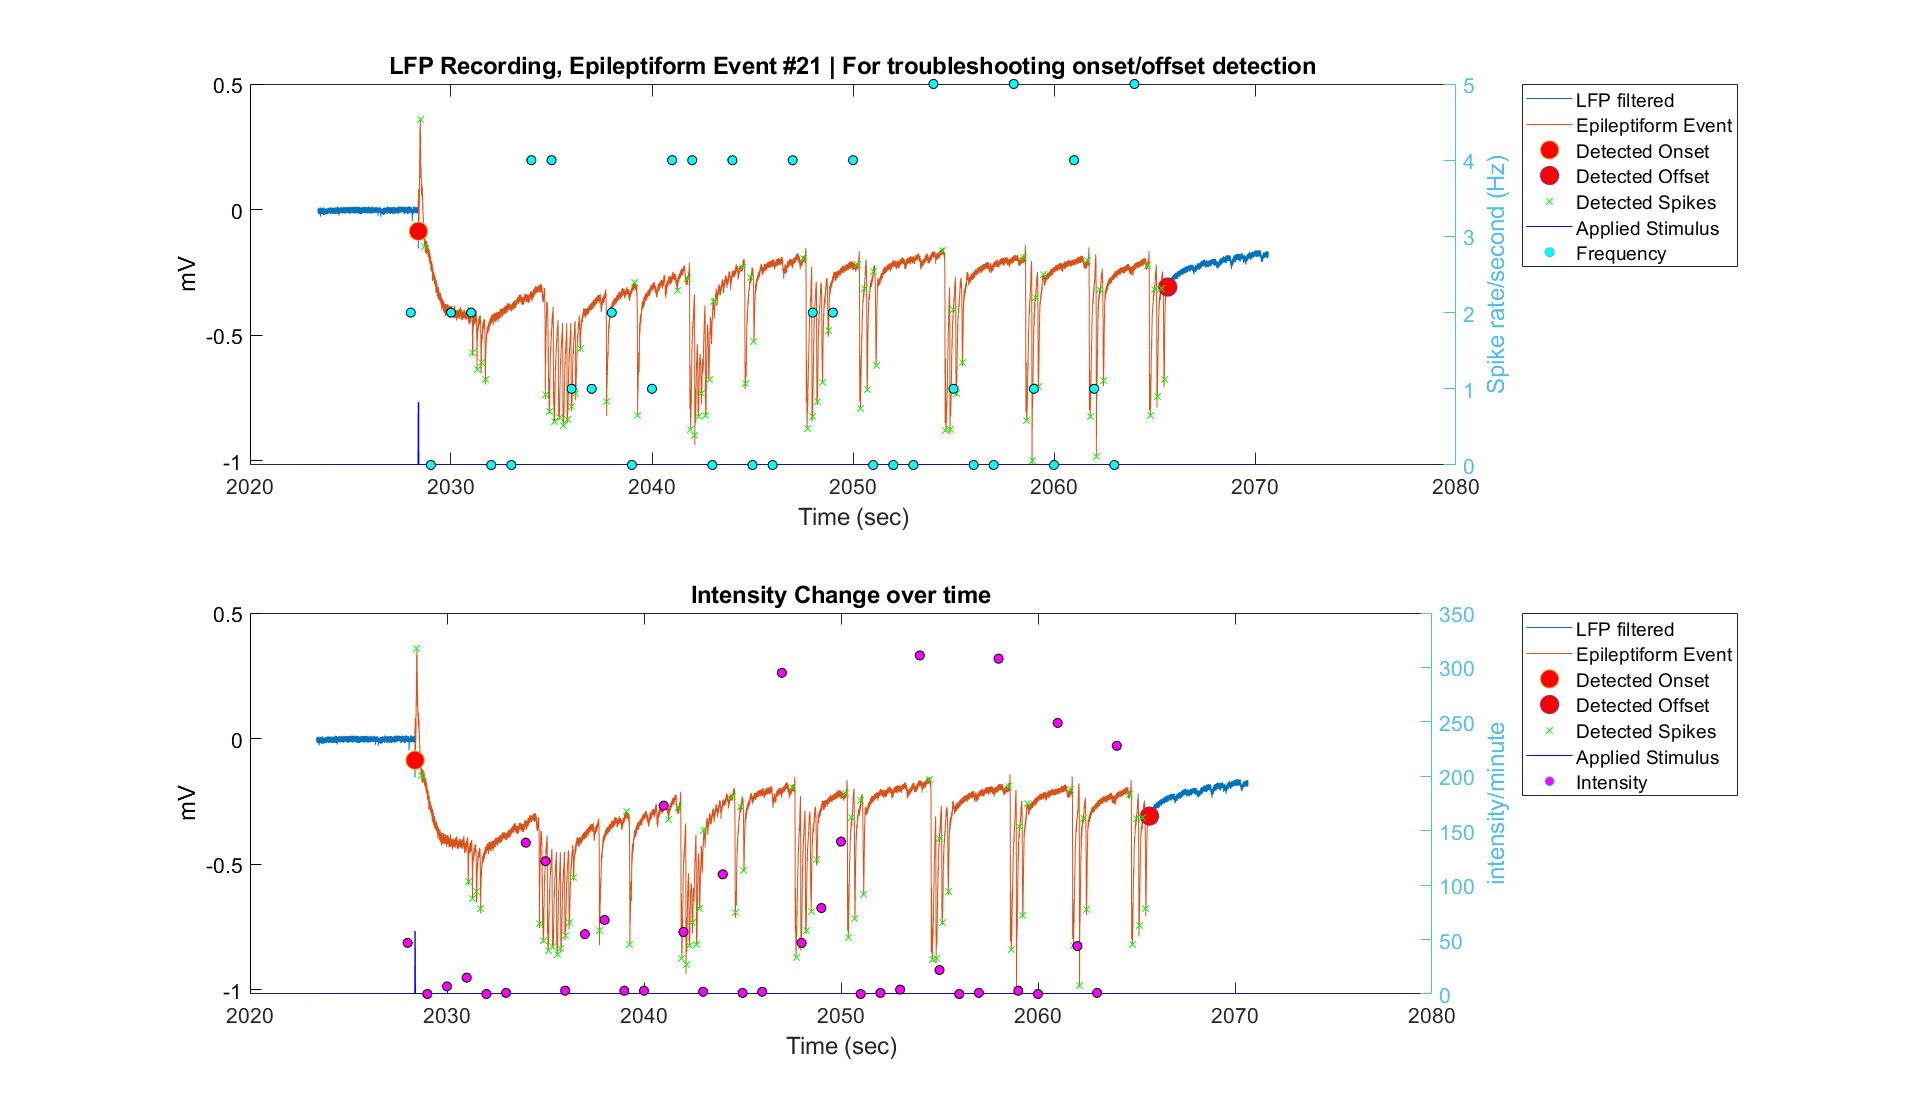 LFP Recording, Epileptiform Event #21 | For troubleshooting onset/offset detection
0.5
0
-0.5
-1
mV
5
4
3
2
1
0
Spike rate/second (Hz)
2020 2030 2040 2050 2060 2070 2080
Time (sec)
LFP filtered
Epileptiform Event
Detected Onset
Detected Offset
Detected Spikes
Applied Stimulus
Frequency
Intensity Change over time
0.5
0
-0.5
-1
mV
350
300
250
200
150
100
50
0
intensity/minute
2020 2030 2040 2050 2060 2070 2080
Time (sec)
LFP filtered
Epileptiform Event
Detected Onset
Detected Offset
Detected Spikes
Applied Stimulus
Intensity